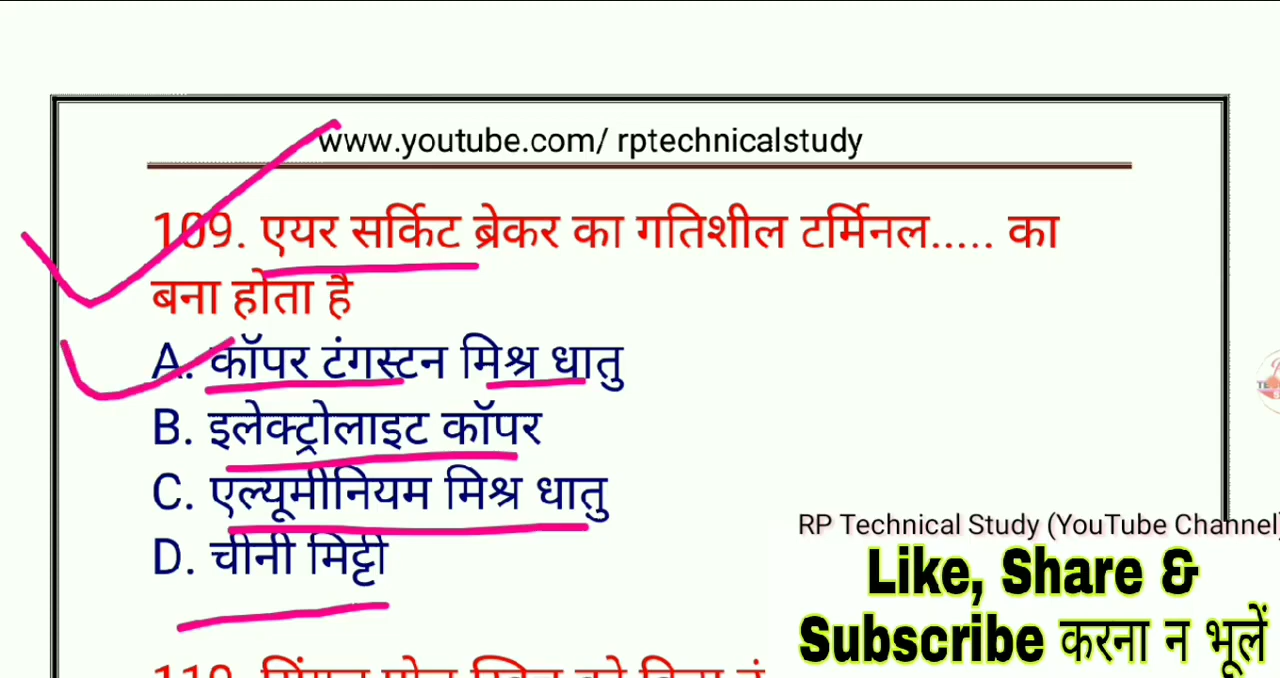 www.youtube.com/ rptechnicalstudy
109. एयर सर्किट ब्रेकर का गतिशील टर्मिनल..... का
बना होता है
A. कॉपर टंगस्टन मिश्र धातु
B. इलेक्ट्रोलाइट कॉपर
C. एल्यूमीनियम मिश्र धातु
D. चीनी मिट्टी
RP Technical Study (YouTube Channel)
Like, Share &
Subscribe करना न भूलें
110.